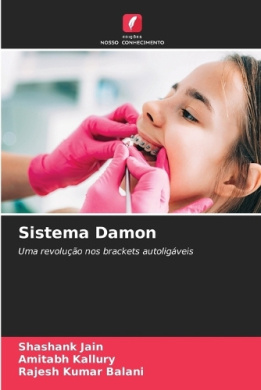 edições
NOSSO CONHECIMENTO
Sistema Damon
Uma revolução nos brackets autoligáveis
Shashank Jain
Amitabh Kallury
Rajesh Kumar Balani